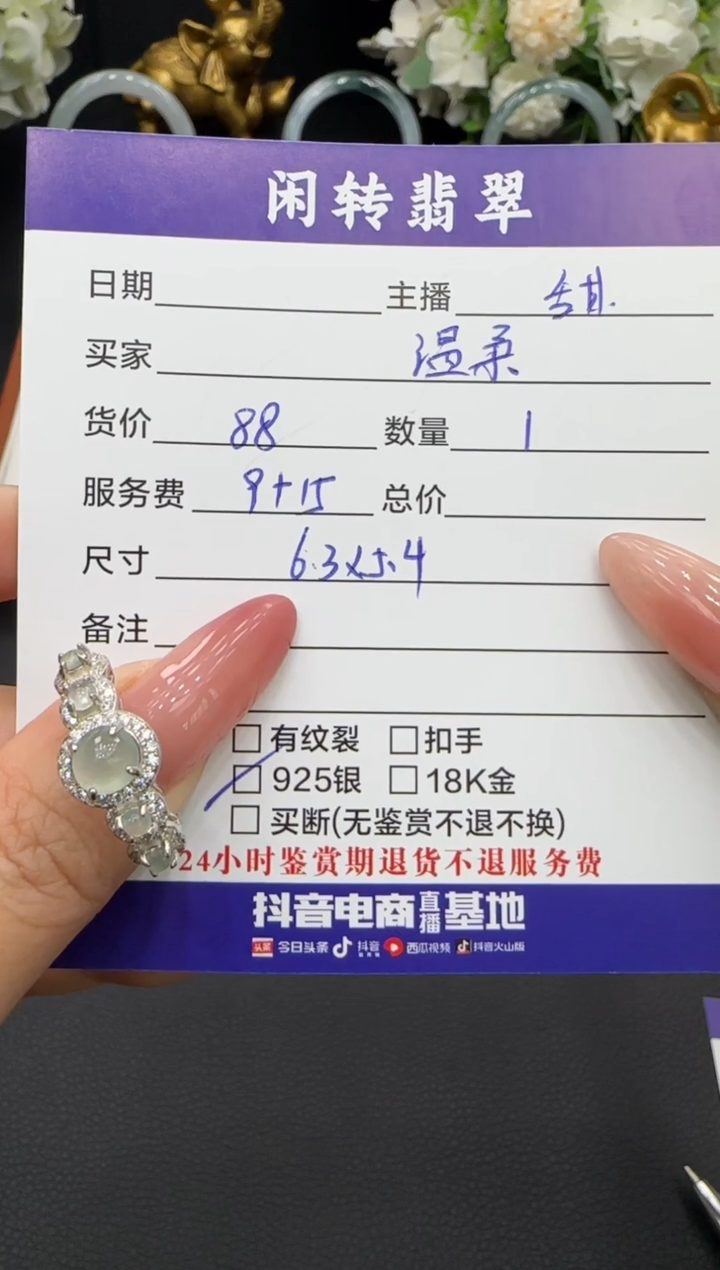 闲转翡翠
日期 主播 甜.
买家 温柔
货价 88 数量 1
服务费 9+15 总价
尺寸 6.3x5.4
备注
□ 有纹裂 □ 扣手
□ 925银 □ 18K金
□ 买断(无鉴赏不退不换)
24小时鉴赏期退货不退服务费
抖音电商直播基地
头条 今日头条 抖音 西瓜视频 抖音火山版